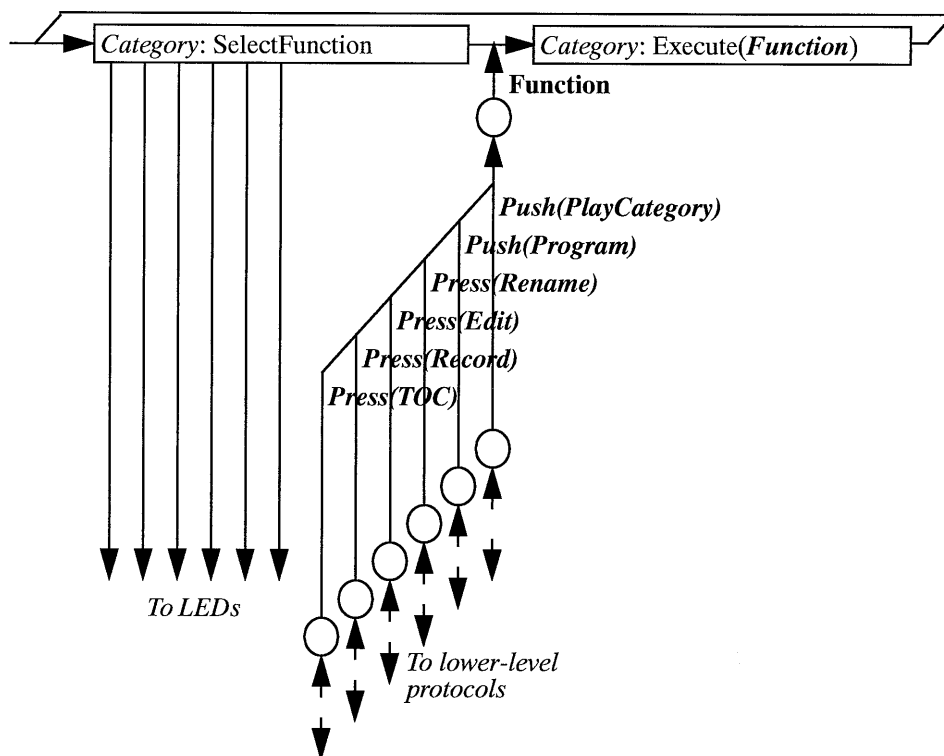 Category: SelectFunction
Category: Execute(Function)
Function
Push(PlayCategory)
Push(Program)
Press(Rename)
Press(Edit)
Press(Record)
Press(TOC)
To LEDs
To lower-level
protocols